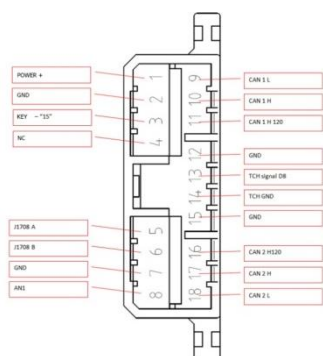 POWER +
GND
KEY – "15"
NC
J1708 A
J1708 B
GND
AN1
1
2
3
4
5
6
7
8
9
10
11
12
13
14
15
16
17
18
CAN 1 L
CAN 1 H
CAN 1 H 120
GND
TCH signal D8
TCH GND
GND
CAN 2 H120
CAN 2 H
CAN 2 L